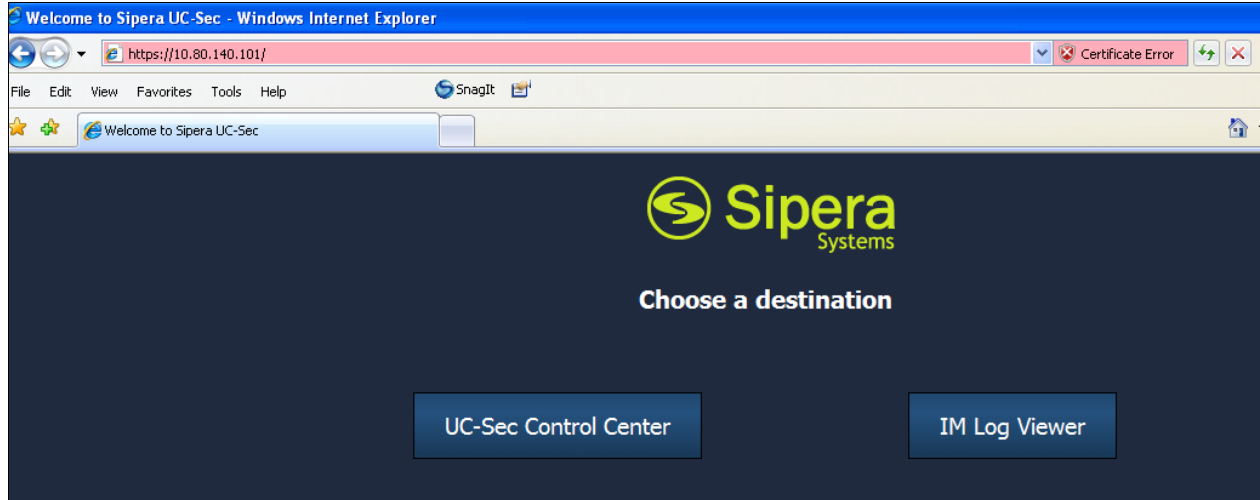 Welcome to Sipera UC-Sec - Windows Internet Explorer
https://10.80.140.101/
Certificate Error
File Edit View Favorites Tools Help
SnagIt
Welcome to Sipera UC-Sec
Sipera
Systems
Choose a destination
UC-Sec Control Center
IM Log Viewer